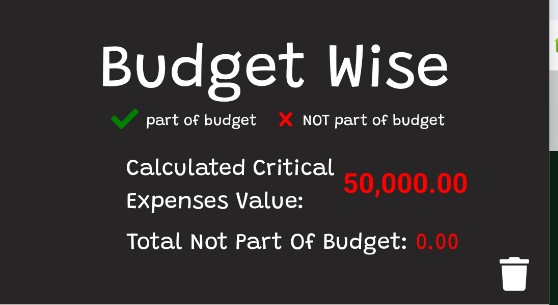 Budget Wise
part of budget NOT part of budget
Calculated Critical
Expenses Value: 50,000.00
Total Not Part Of Budget: 0.00